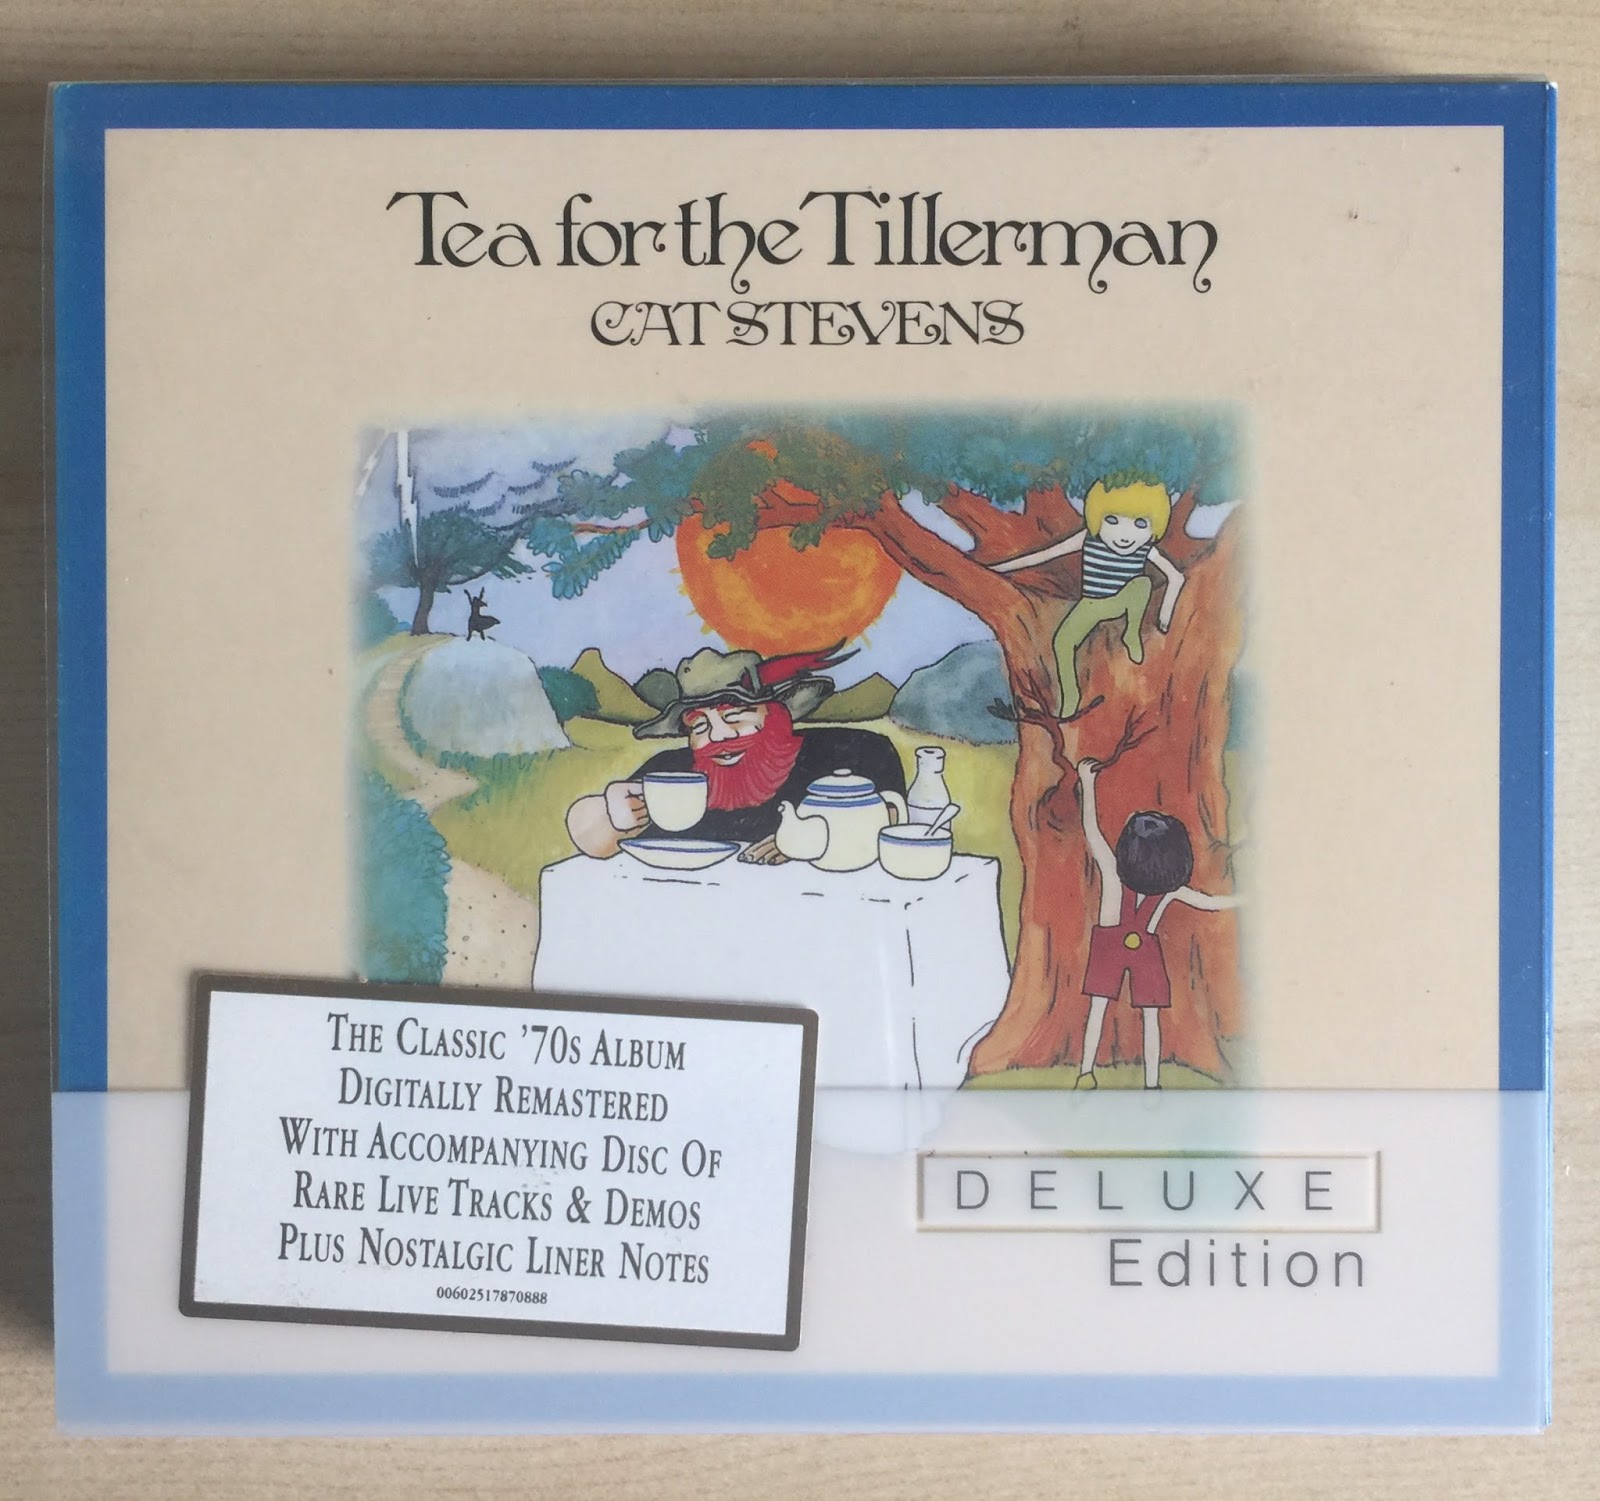 Tea for the Tillerman
CAT STEVENS
THE CLASSIC '70S ALBUM
DIGITALLY REMASTERED
WITH ACCOMPANYING DISC OF
RARE LIVE TRACKS & DEMOS
PLUS NOSTALGIC LINER NOTES
00602517870888
DELUXE
Edition